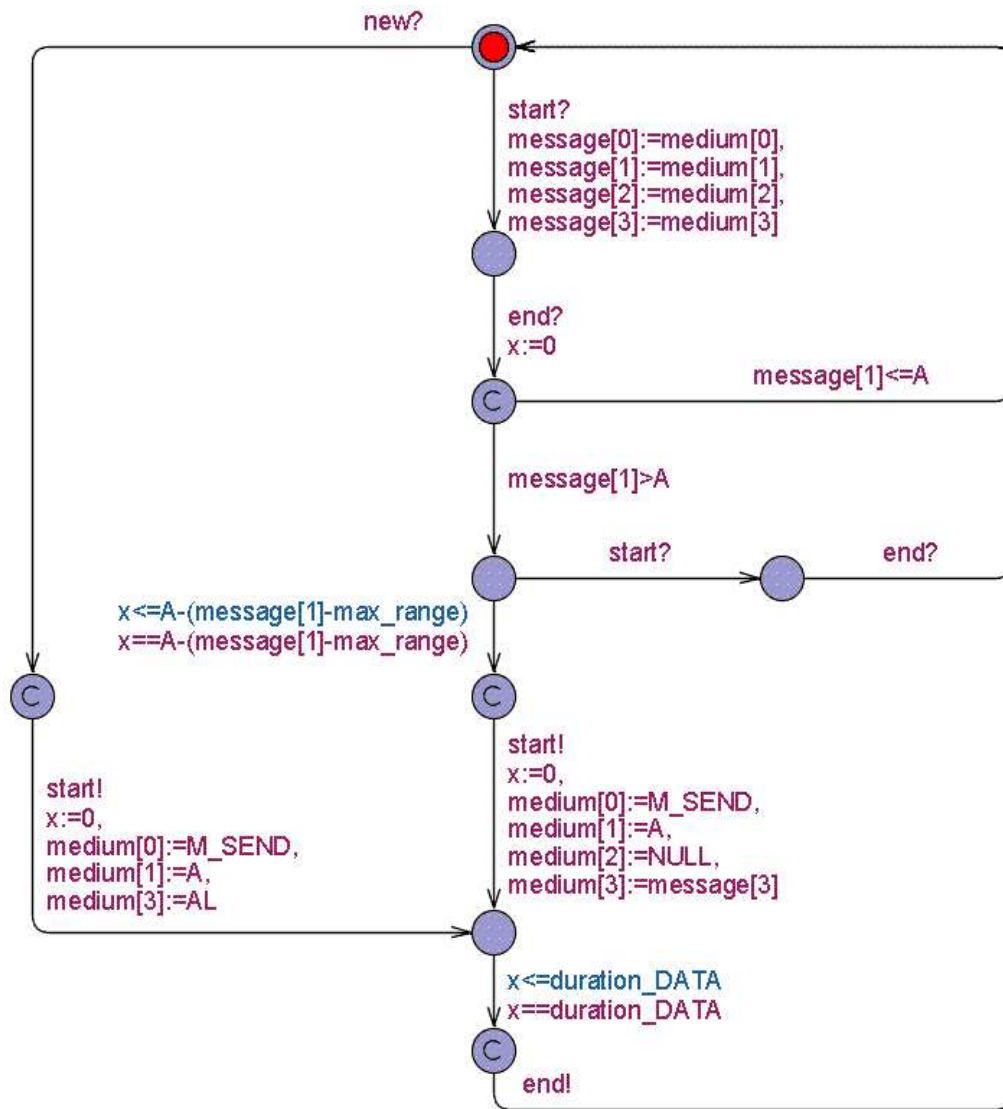 new?
start?
message[0]:=medium[0],
message[1]:=medium[1],
message[2]:=medium[2],
message[3]:=medium[3]
end?
x:=0
message[1]<=A
C
message[1]>A
start?
end?
x<=A-(message[1]-max_range)
x==A-(message[1]-max_range)
C
C
start!
x:=0,
medium[0]:=M_SEND,
medium[1]:=A,
medium[3]:=AL
start!
x:=0,
medium[0]:=M_SEND,
medium[1]:=A,
medium[2]:=NULL,
medium[3]:=message[3]
x<=duration_DATA
x==duration_DATA
C
end!